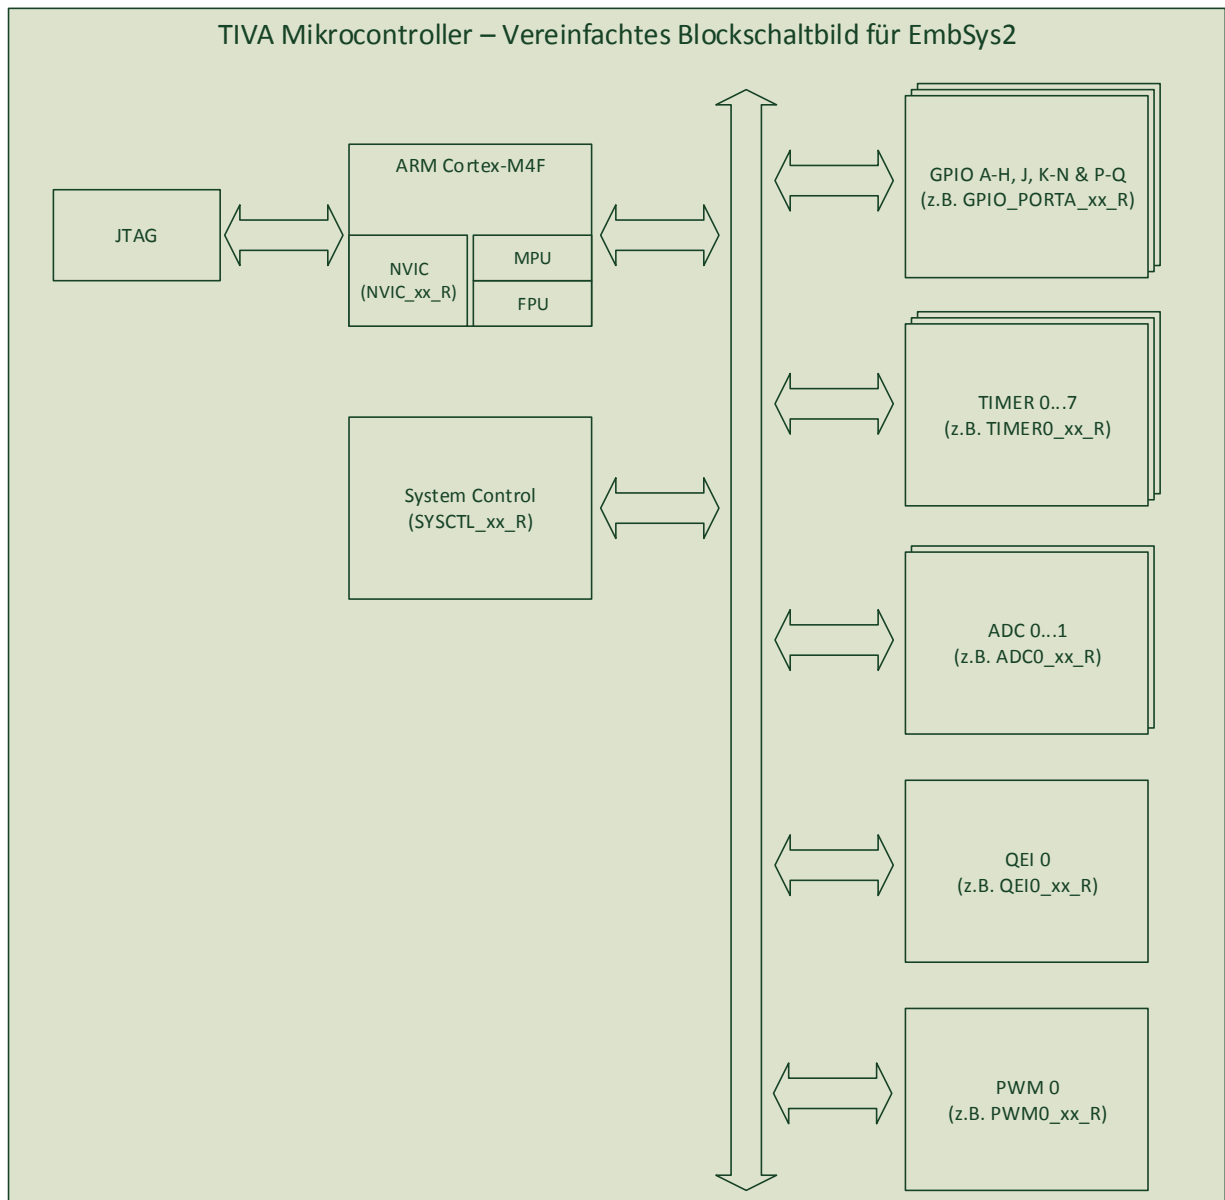 TIVA Mikrocontroller – Vereinfachtes Blockschaltbild für EmbSys2
JTAG
ARM Cortex-M4F
NVIC
(NVIC_xx_R)
MPU
FPU
System Control
(SYSCTL_xx_R)
GPIO A-H, J, K-N & P-Q
(z.B. GPIO_PORTA_xx_R)
TIMER 0...7
(z.B. TIMER0_xx_R)
ADC 0...1
(z.B. ADC0_xx_R)
QEI 0
(z.B. QEI0_xx_R)
PWM 0
(z.B. PWM0_xx_R)